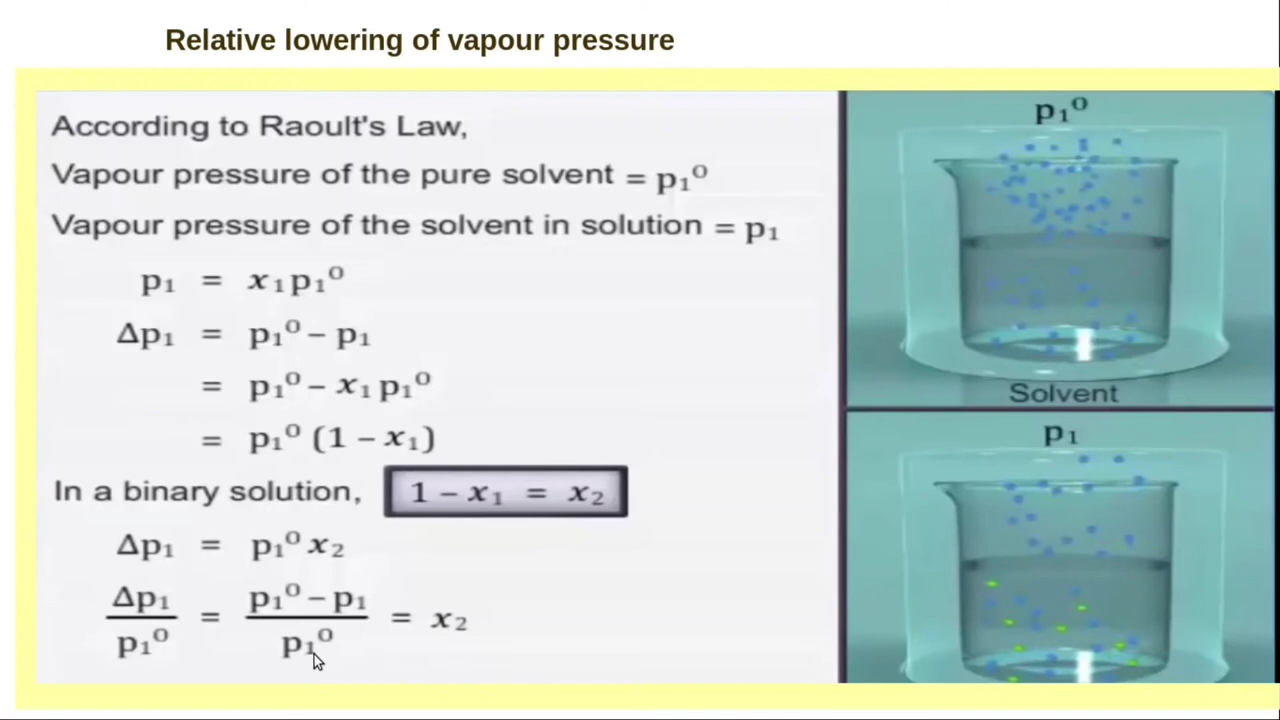 Relative lowering of vapour pressure
According to Raoult's Law,
Vapour pressure of the pure solvent = p₁⁰
Vapour pressure of the solvent in solution = p₁
p₁ = x₁p₁⁰
Δp₁ = p₁⁰ – p₁
= p₁⁰ – x₁p₁⁰
= p₁⁰ (1 – x₁)
In a binary solution, 1 – x₁ = x₂
Δp₁ = p₁⁰ x₂
Δp₁/p₁⁰ = (p₁⁰ – p₁)/p₁⁰ = x₂
p₁⁰
Solvent
p₁